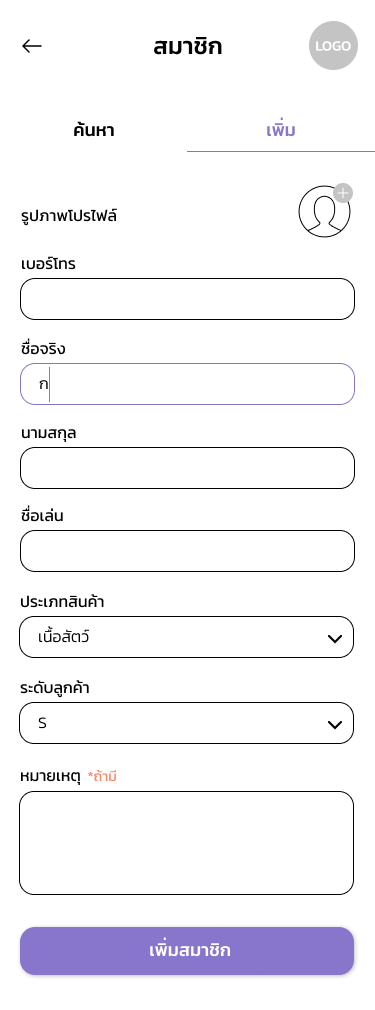 สมาชิก
LOGO
ค้นหา
เพิ่ม
รูปภาพโปรไฟล์
เบอร์โทร
ชื่อจริง
ก
นามสกุล
ชื่อเล่น
ประเภทสินค้า
เนื้อสัตว์
ระดับลูกค้า
S
หมายเหตุ *ถ้ามี
เพิ่มสมาชิก